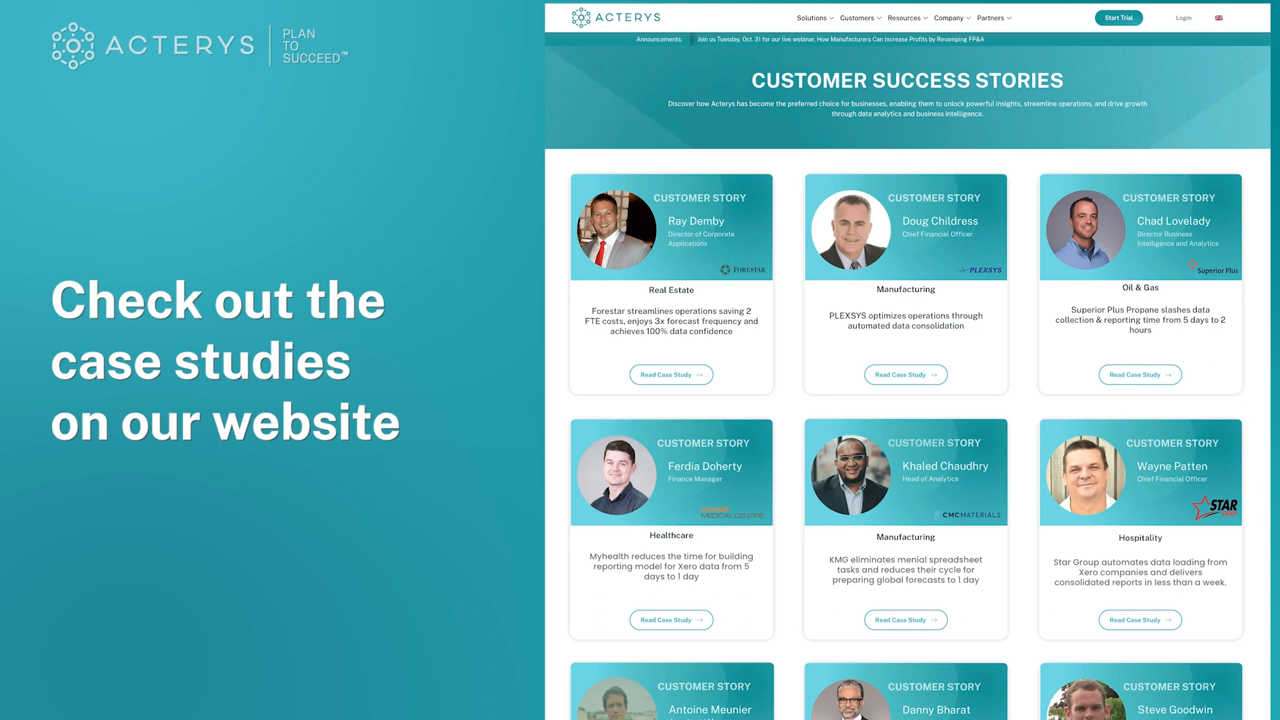 ACTERYS
PLAN
TO
SUCCEED™
Check out the
case studies
on our website
ACTERYS
Solutions Customers Resources Company Partners
Start Trial
Login
Announcements: Join us Tuesday, Oct. 31 for our live webinar, How Manufacturers Can Increase Profits by Revamping FP&A
CUSTOMER SUCCESS STORIES
Discover how Acterys has become the preferred choice for businesses, enabling them to unlock powerful insights, streamline operations, and drive growth
through data analytics and business intelligence.
CUSTOMER STORY
Ray Demby
Director of Corporate
Applications
FORESTAR
Real Estate
Forestar streamlines operations saving 2
FTE costs, enjoys 3x forecast frequency and
achieves 100% data confidence
Read Case Study →
CUSTOMER STORY
Doug Childress
Chief Financial Officer
PLEXSYS
Manufacturing
PLEXSYS optimizes operations through
automated data consolidation
Read Case Study →
CUSTOMER STORY
Chad Lovelady
Director Business
Intelligence and Analytics
Superior Plus
Oil & Gas
Superior Plus Propane slashes data
collection & reporting time from 5 days to 2
hours
Read Case Study →
CUSTOMER STORY
Ferdia Doherty
Finance Manager
MEDICAL CENTRE
Healthcare
Myhealth reduces the time for building
reporting model for Xero data from 5
days to 1 day
Read Case Study →
CUSTOMER STORY
Khaled Chaudhry
Head of Analytics
CMCMATERIALS
Manufacturing
KMG eliminates menial spreadsheet
tasks and reduces their cycle for
preparing global forecasts to 1 day
Read Case Study →
CUSTOMER STORY
Wayne Patten
Chief Financial Officer
STAR
GROUP
Hospitality
Star Group automates data loading from
Xero companies and delivers
consolidated reports in less than a week.
Read Case Study →
CUSTOMER STORY
Antoine Meunier
CUSTOMER STORY
Danny Bharat
CUSTOMER STORY
Steve Goodwin